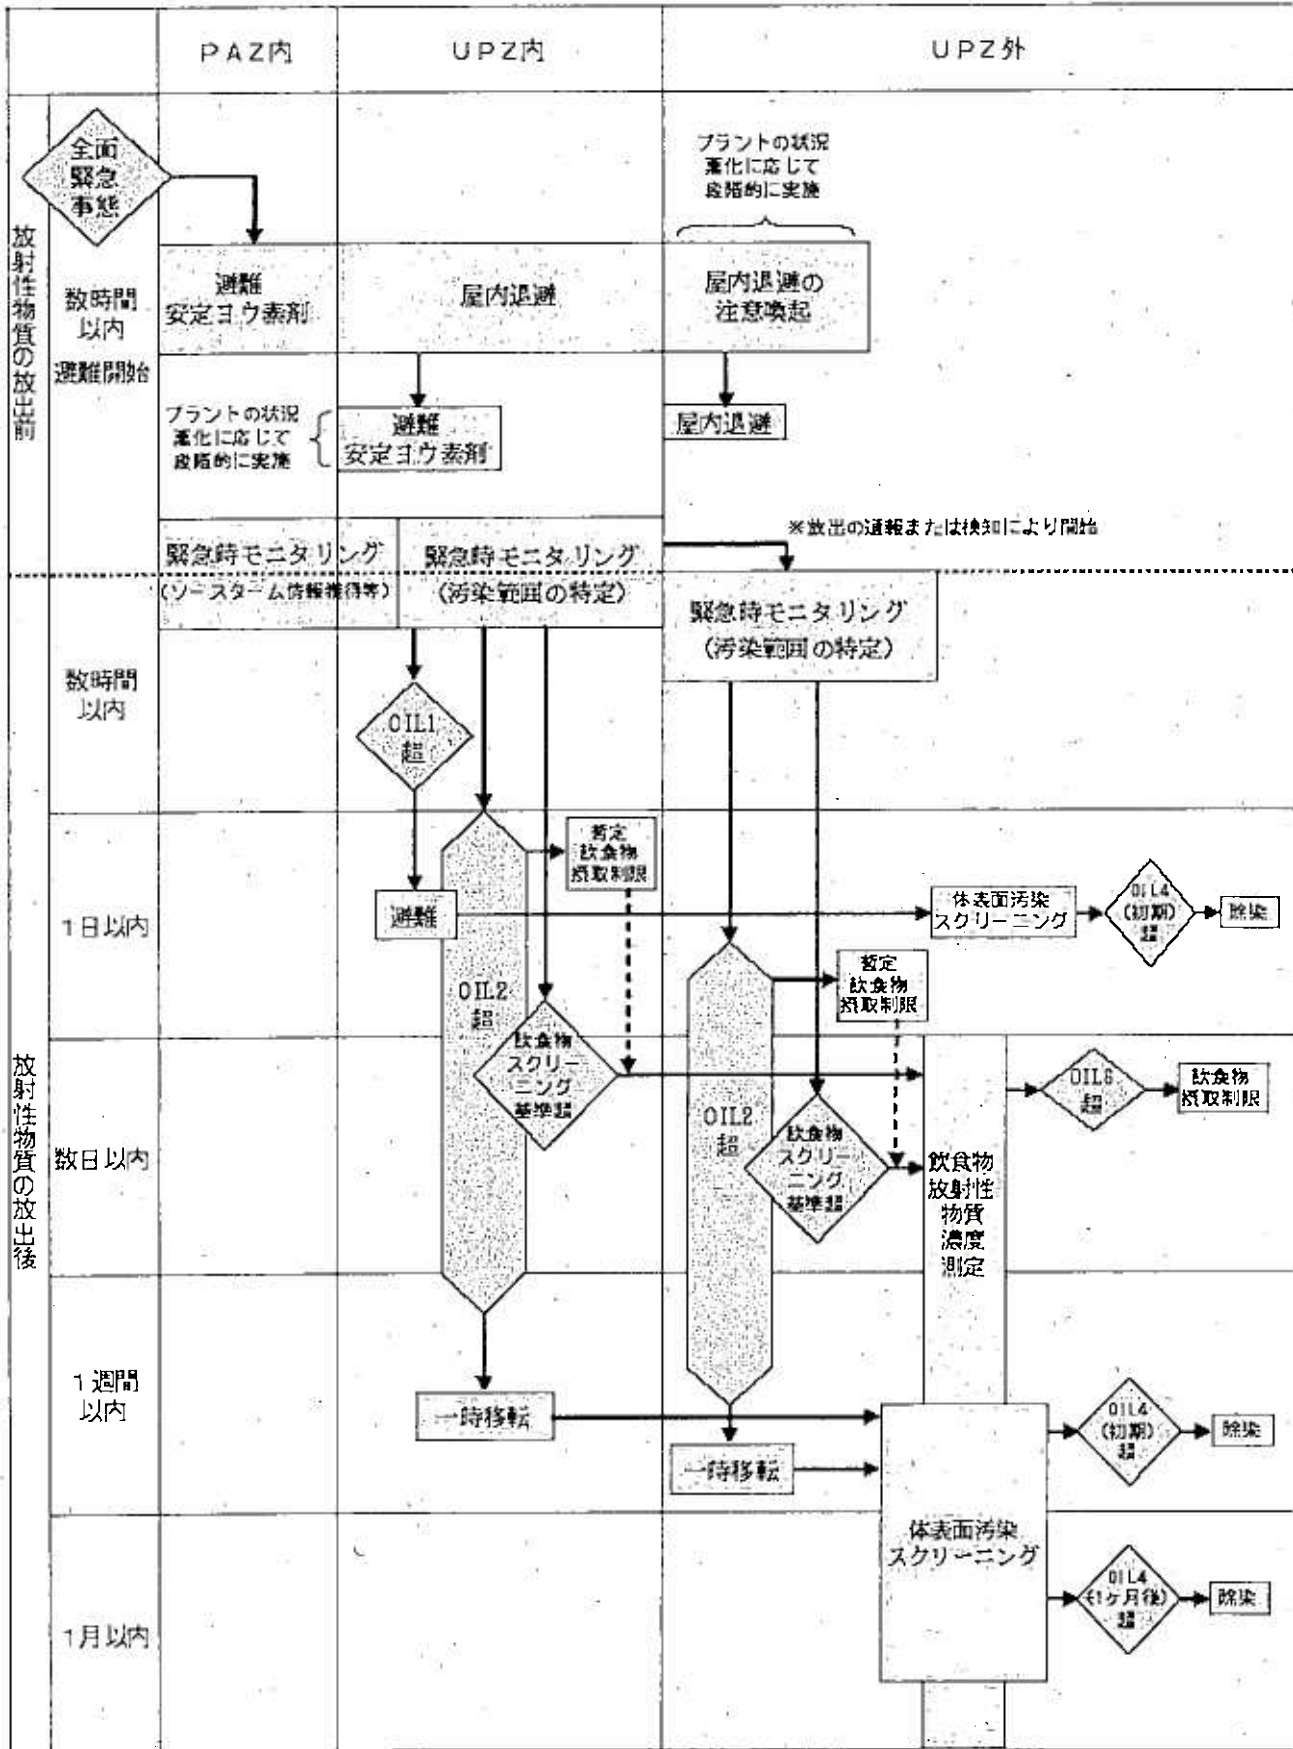 PAZ内
UPZ内
UPZ外
放射性物質の放出前
全面
緊急
事態
プラントの状況
悪化に応じて
段階的に実施
数時間
以内
避難開始
避難
安定ヨウ素剤
屋内退避
屋内退避の
注意喚起
プラントの状況
悪化に応じて
段階的に実施
避難
安定ヨウ素剤
屋内退避
※放出の通報または検知により開始
緊急時モニタリング
(ソースターム情報獲得等)
緊急時モニタリング
(汚染範囲の特定)
緊急時モニタリング
(汚染範囲の特定)
放射性物質の放出後
数時間
以内
OIL1
超
1日以内
暫定
飲食物
摂取制限
避難
体表面汚染
スクリーニング
OIL4
(初期)
超
除染
OIL2
超
暫定
飲食物
摂取制限
数日以内
飲食物
スクリー
ニング
基準超
OIL6
超
飲食物
摂取制限
OIL2
超
飲食物
スクリー
ニング
基準超
飲食物
放射性
物質
濃度
測定
1週間
以内
一時移転
一時移転
OIL4
(初期)
超
除染
体表面汚染
スクリーニング
1月以内
OIL4
(1ヶ月後)
超
除染